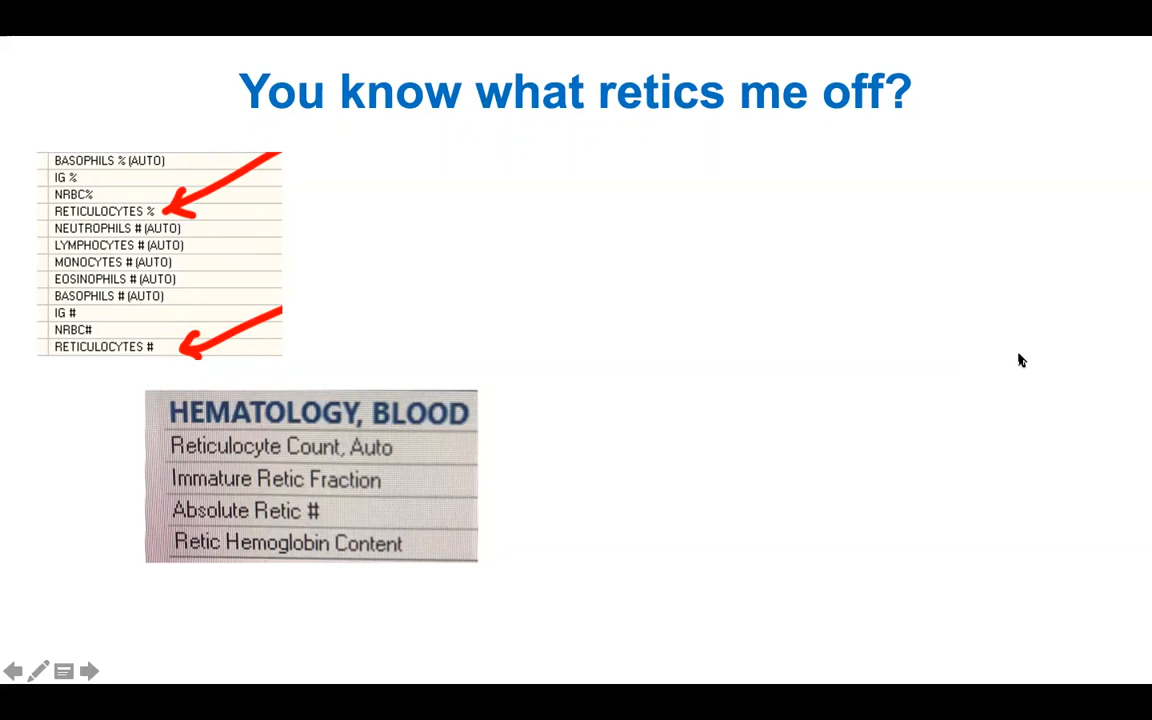 You know what retics me off?
BASOPHILS % (AUTO)
IG %
NRBC%
RETICULOCYTES %
NEUTROPHILS # (AUTO)
LYMPHOCYTES # (AUTO)
MONOCYTES # (AUTO)
EOSINOPHILS # (AUTO)
BASOPHILS # (AUTO)
IG #
NRBC#
RETICULOCYTES #
HEMATOLOGY, BLOOD
Reticulocyte Count, Auto
Immature Retic Fraction
Absolute Retic #
Retic Hemoglobin Content